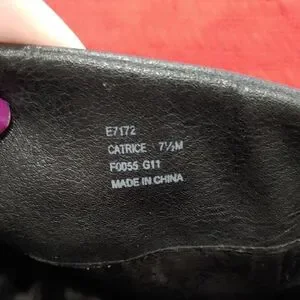 E7172
CATRICE 7½M
F0055 G11
MADE IN CHINA